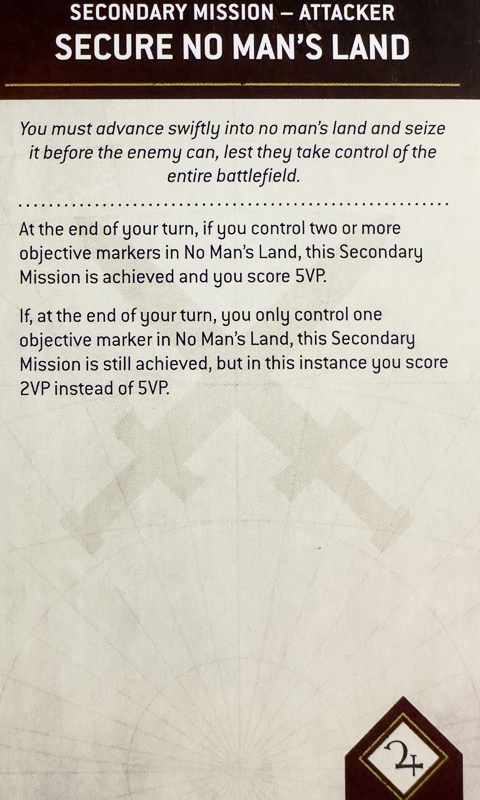 SECONDARY MISSION – ATTACKER
SECURE NO MAN'S LAND
You must advance swiftly into no man's land and seize
it before the enemy can, lest they take control of the
entire battlefield.
At the end of your turn, if you control two or more
objective markers in No Man's Land, this Secondary
Mission is achieved and you score 5VP.
If, at the end of your turn, you only control one
objective marker in No Man's Land, this Secondary
Mission is still achieved, but in this instance you score
2VP instead of 5VP.